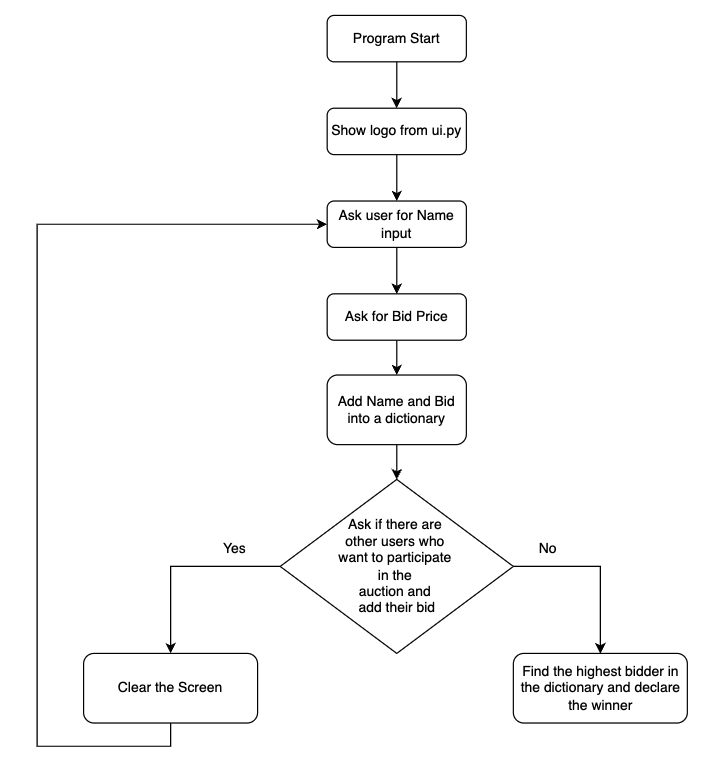 Program Start
Show logo from ui.py
Ask user for Name
input
Ask for Bid Price
Add Name and Bid
into a dictionary
Ask if there are
other users who
want to participate
in the
auction and
add their bid
Yes
No
Clear the Screen
Find the highest bidder in
the dictionary and declare
the winner